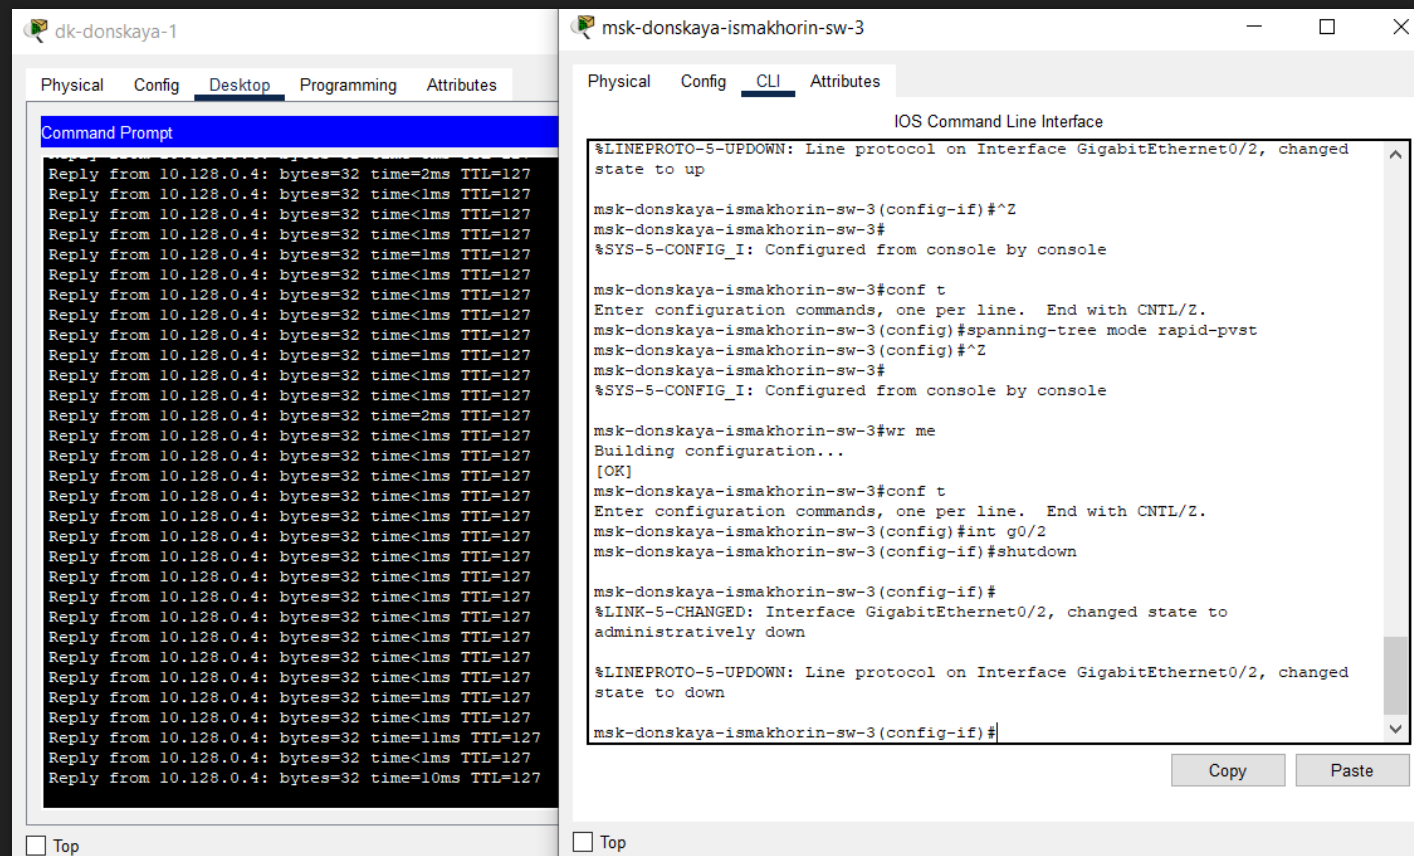 dk-donskaya-1
Physical Config Desktop Programming Attributes
Command Prompt
Reply from 10.128.0.4: bytes=32 time=2ms TTL=127
Reply from 10.128.0.4: bytes=32 time<1ms TTL=127
Reply from 10.128.0.4: bytes=32 time<1ms TTL=127
Reply from 10.128.0.4: bytes=32 time<1ms TTL=127
Reply from 10.128.0.4: bytes=32 time=1ms TTL=127
Reply from 10.128.0.4: bytes=32 time<1ms TTL=127
Reply from 10.128.0.4: bytes=32 time<1ms TTL=127
Reply from 10.128.0.4: bytes=32 time<1ms TTL=127
Reply from 10.128.0.4: bytes=32 time<1ms TTL=127
Reply from 10.128.0.4: bytes=32 time=1ms TTL=127
Reply from 10.128.0.4: bytes=32 time<1ms TTL=127
Reply from 10.128.0.4: bytes=32 time<1ms TTL=127
Reply from 10.128.0.4: bytes=32 time=2ms TTL=127
Reply from 10.128.0.4: bytes=32 time<1ms TTL=127
Reply from 10.128.0.4: bytes=32 time<1ms TTL=127
Reply from 10.128.0.4: bytes=32 time<1ms TTL=127
Reply from 10.128.0.4: bytes=32 time<1ms TTL=127
Reply from 10.128.0.4: bytes=32 time<1ms TTL=127
Reply from 10.128.0.4: bytes=32 time<1ms TTL=127
Reply from 10.128.0.4: bytes=32 time<1ms TTL=127
Reply from 10.128.0.4: bytes=32 time<1ms TTL=127
Reply from 10.128.0.4: bytes=32 time<1ms TTL=127
Reply from 10.128.0.4: bytes=32 time<1ms TTL=127
Reply from 10.128.0.4: bytes=32 time<1ms TTL=127
Reply from 10.128.0.4: bytes=32 time<1ms TTL=127
Reply from 10.128.0.4: bytes=32 time<1ms TTL=127
Reply from 10.128.0.4: bytes=32 time=1ms TTL=127
Reply from 10.128.0.4: bytes=32 time<1ms TTL=127
Reply from 10.128.0.4: bytes=32 time=11ms TTL=127
Reply from 10.128.0.4: bytes=32 time<1ms TTL=127
Reply from 10.128.0.4: bytes=32 time=10ms TTL=127
Top
msk-donskaya-ismakhorin-sw-3
Physical Config CLI Attributes
IOS Command Line Interface
%LINEPROTO-5-UPDOWN: Line protocol on Interface GigabitEthernet0/2, changed
state to up
msk-donskaya-ismakhorin-sw-3(config-if)#^Z
msk-donskaya-ismakhorin-sw-3#
%SYS-5-CONFIG_I: Configured from console by console
msk-donskaya-ismakhorin-sw-3#conf t
Enter configuration commands, one per line.  End with CNTL/Z.
msk-donskaya-ismakhorin-sw-3(config)#spanning-tree mode rapid-pvst
msk-donskaya-ismakhorin-sw-3(config)#^Z
msk-donskaya-ismakhorin-sw-3#
%SYS-5-CONFIG_I: Configured from console by console
msk-donskaya-ismakhorin-sw-3#wr me
Building configuration...
[OK]
msk-donskaya-ismakhorin-sw-3#conf t
Enter configuration commands, one per line.  End with CNTL/Z.
msk-donskaya-ismakhorin-sw-3(config)#int g0/2
msk-donskaya-ismakhorin-sw-3(config-if)#shutdown
msk-donskaya-ismakhorin-sw-3(config-if)#
%LINK-5-CHANGED: Interface GigabitEthernet0/2, changed state to
administratively down
%LINEPROTO-5-UPDOWN: Line protocol on Interface GigabitEthernet0/2, changed
state to down
msk-donskaya-ismakhorin-sw-3(config-if)#
Copy Paste
Top